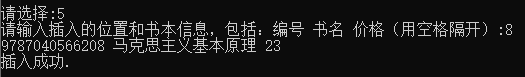 请选择:5
请输入插入的位置和书本信息，包括：编号 书名 价格（用空格隔开）:8
9787040566208 马克思主义基本原理 23
插入成功.